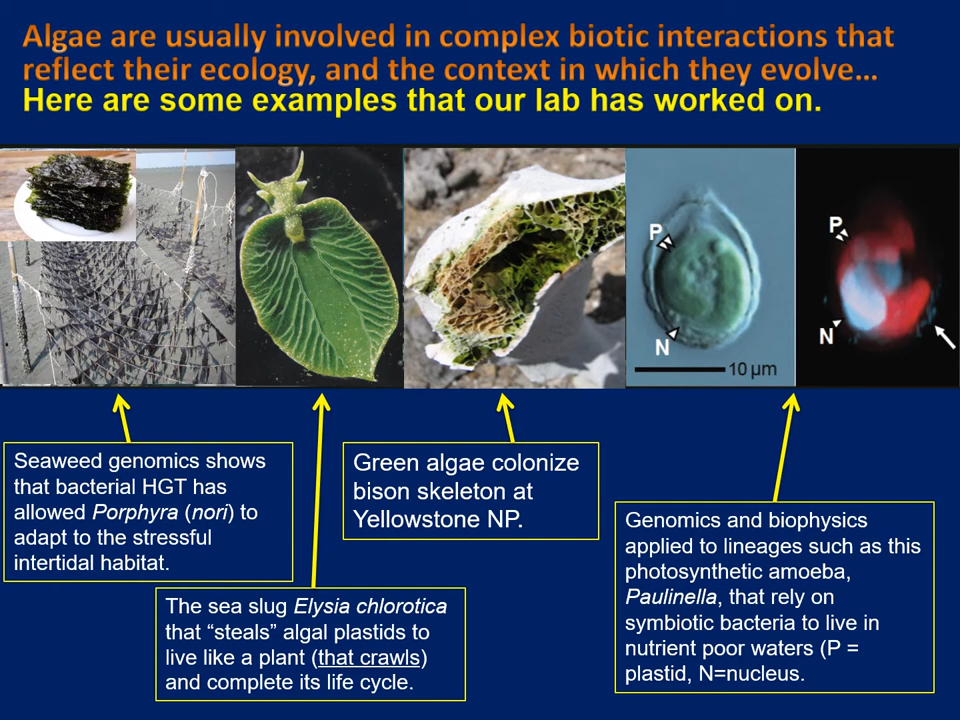 Algae are usually involved in complex biotic interactions that
reflect their ecology, and the context in which they evolve…
Here are some examples that our lab has worked on.
P
N
10 µm
P
N
Seaweed genomics shows
that bacterial HGT has
allowed Porphyra (nori) to
adapt to the stressful
intertidal habitat.
The sea slug Elysia chlorotica
that “steals” algal plastids to
live like a plant (that crawls)
and complete its life cycle.
Green algae colonize
bison skeleton at
Yellowstone NP.
Genomics and biophysics
applied to lineages such as this
photosynthetic amoeba,
Paulinella, that rely on
symbiotic bacteria to live in
nutrient poor waters (P =
plastid, N=nucleus.